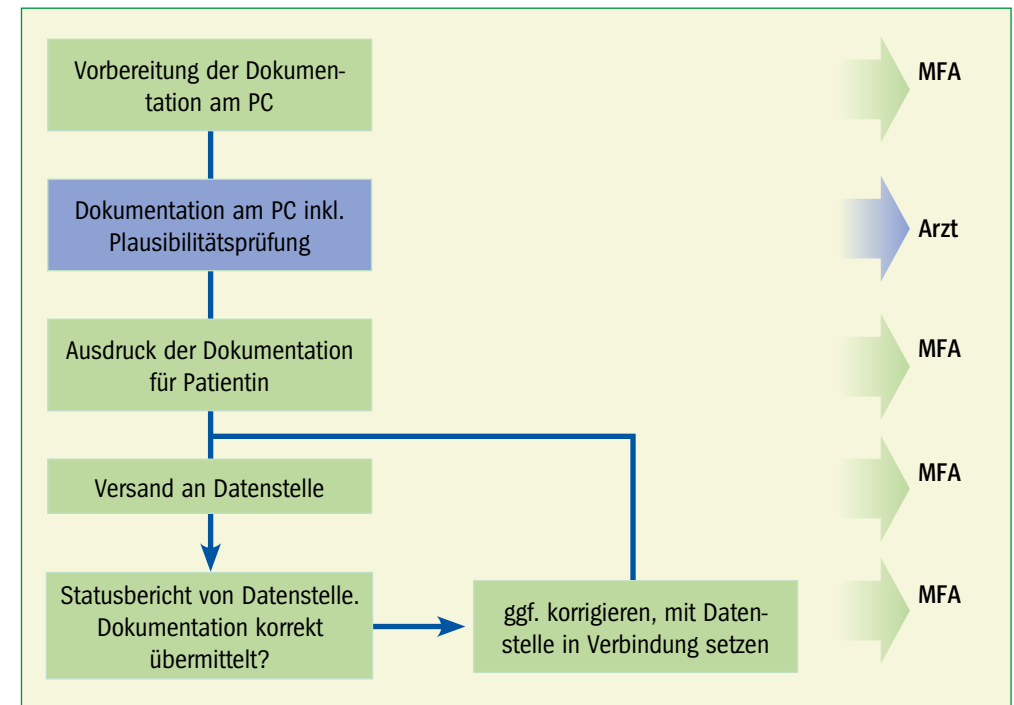 Vorbereitung der Dokumen-
tation am PC
MFA
Dokumentation am PC inkl.
Plausibilitätsprüfung
Arzt
Ausdruck der Dokumentation
für Patientin
MFA
Versand an Datenstelle
MFA
Statusbericht von Datenstelle.
Dokumentation korrekt
übermittelt?
ggf. korrigieren, mit Daten-
stelle in Verbindung setzen
MFA